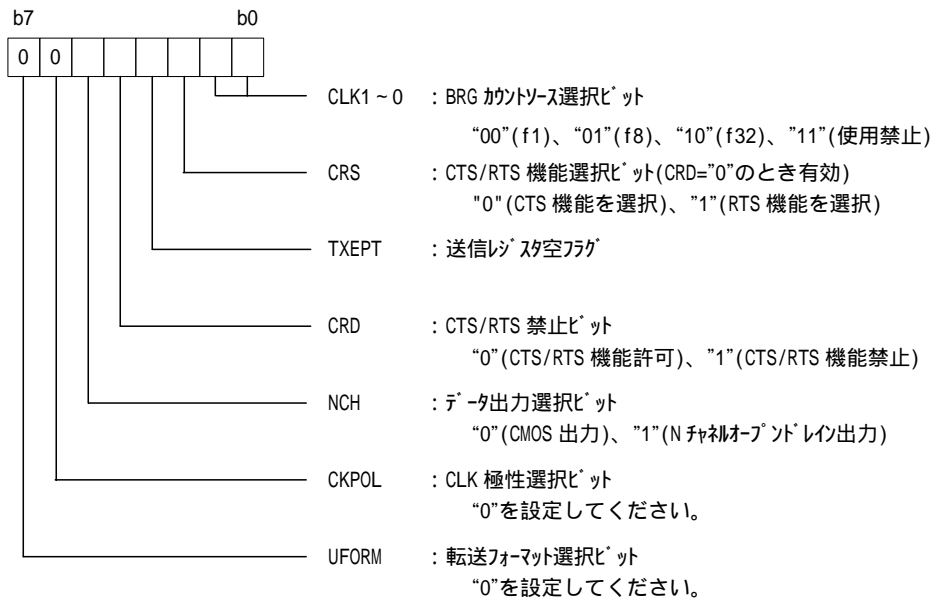 b7 b0
0 0
CLK1~0 : BRG ｶｳﾝﾄｿｰｽ選択ﾋﾞｯﾄ
“00”(f1)、“01”(f8)、“10”(f32)、”11”(使用禁止)
CRS : CTS/RTS 機能選択ﾋﾞｯﾄ(CRD=”0”のとき有効)
"0"(CTS 機能を選択)、”1”(RTS 機能を選択)
TXEPT : 送信ﾚｼﾞｽﾀ空ﾌﾗｸﾞ
CRD : CTS/RTS 禁止ﾋﾞｯﾄ
“0”(CTS/RTS 機能許可)、”1”(CTS/RTS 機能禁止)
NCH : ﾃﾞｰﾀ出力選択ﾋﾞｯﾄ
“0”(CMOS 出力)、”1”(N ﾁｬﾈﾙｵｰﾌﾟﾝﾄﾞﾚｲﾝ出力)
CKPOL : CLK 極性選択ﾋﾞｯﾄ
“0”を設定してください。
UFORM : 転送ﾌｫｰﾏｯﾄ選択ﾋﾞｯﾄ
“0”を設定してください。